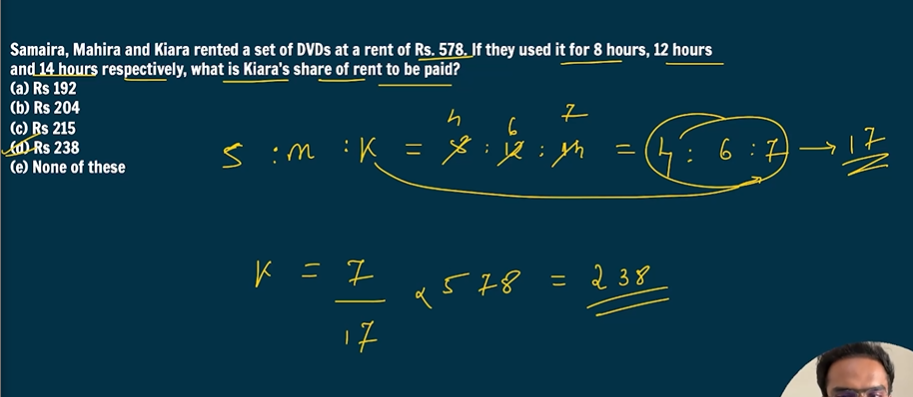 Samaira, Mahira and Kiara rented a set of DVDs at a rent of Rs. 578. If they used it for 8 hours, 12 hours
and 14 hours respectively, what is Kiara's share of rent to be paid?
(a) Rs 192
(b) Rs 204
(c) Rs 215
(d) Rs 238
(e) None of these
4 6 7
S : M : K = 8 : 12 : 14 = 4 : 6 : 7 → 17
K = 7/17 × 578 = 238